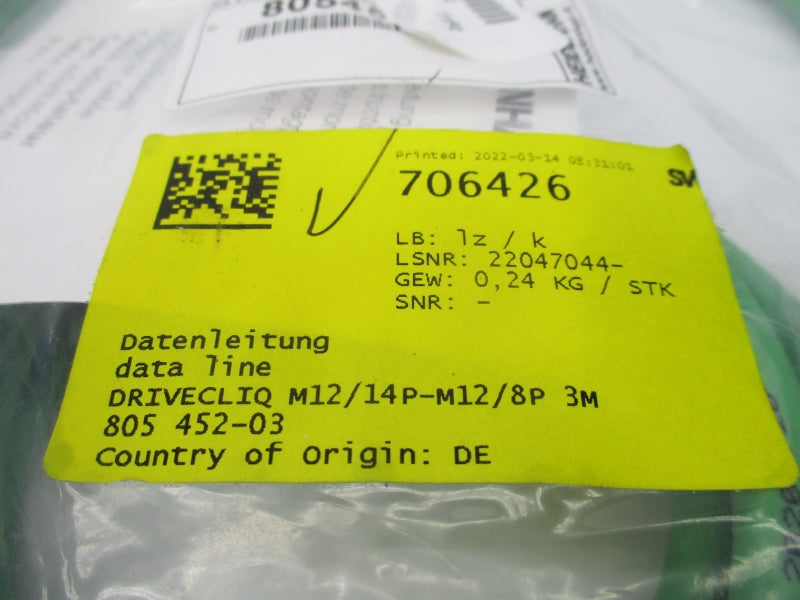 Printed: 2022-03-14 08:31:01
706426
SW
LB: lz / k
LSNR: 22047044-
GEW: 0,24 KG / STK
SNR: -
Datenleitung
data line
DRIVECLIQ M12/14P-M12/8P 3M
805 452-03
Country of Origin: DE